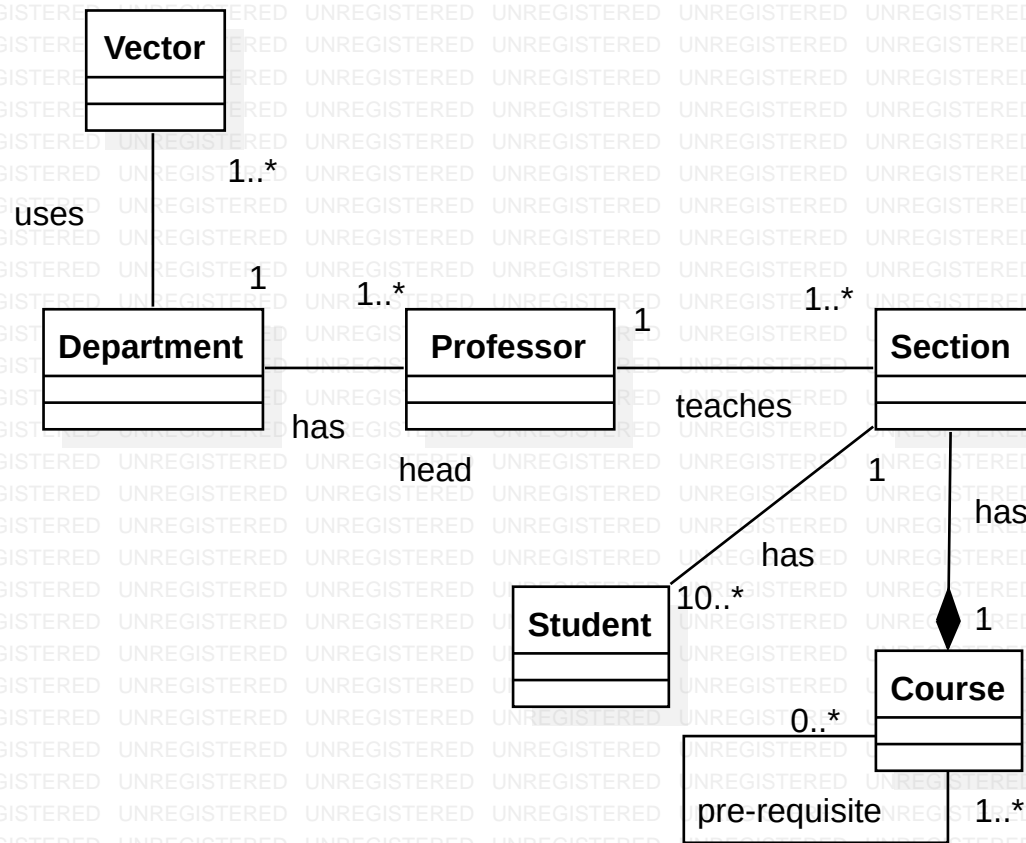 Vector
1..*
uses
1
1..*
1
1..*
Department
Professor
Section
has
teaches
head
1
has
has
10..*
Student
1
Course
0..*
pre-requisite
1..*
UNREGISTERED